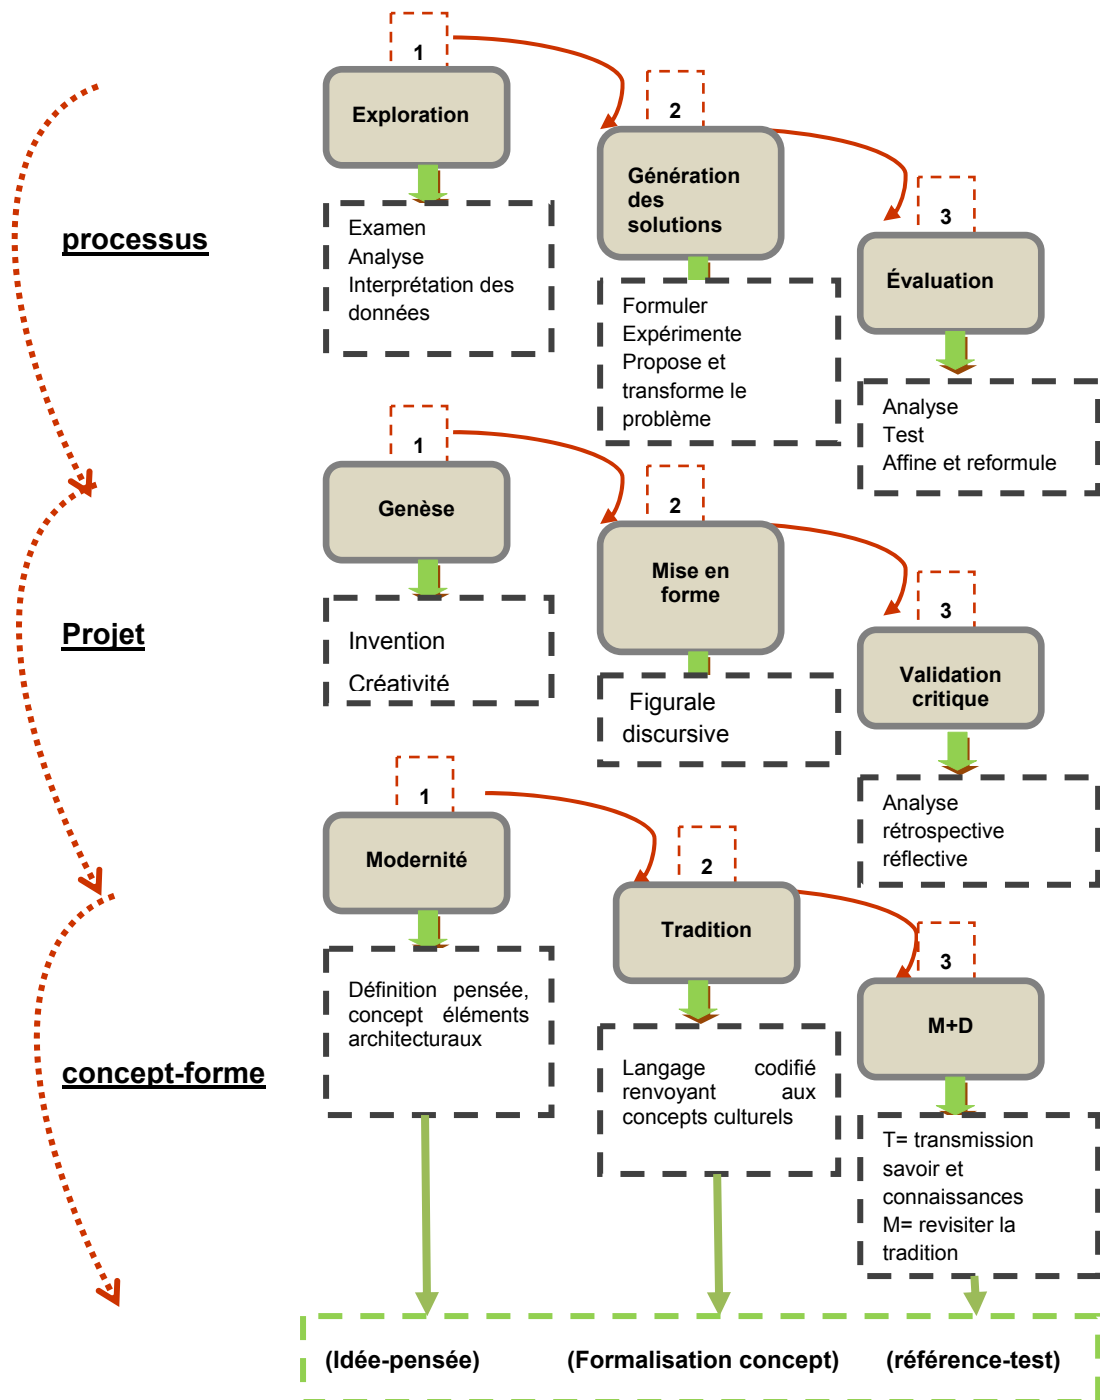 1
Exploration
Examen
Analyse
Interprétation des
données
2
Génération
des
solutions
Formuler
Expérimente
Propose et
transforme le
problème
3
Évaluation
Analyse
Test
Affine et reformule
processus
1
Genèse
Invention
Créativité
2
Mise en
forme
Figurale
discursive
3
Validation
critique
Analyse
rétrospective
réflective
Projet
1
Modernité
Définition pensée,
concept éléments
architecturaux
2
Tradition
Langage codifié
renvoyant aux
concepts culturels
3
M+D
T= transmission
savoir et
connaissances
M= revisiter la
tradition
concept-forme
(Idée-pensée) (Formalisation concept) (référence-test)